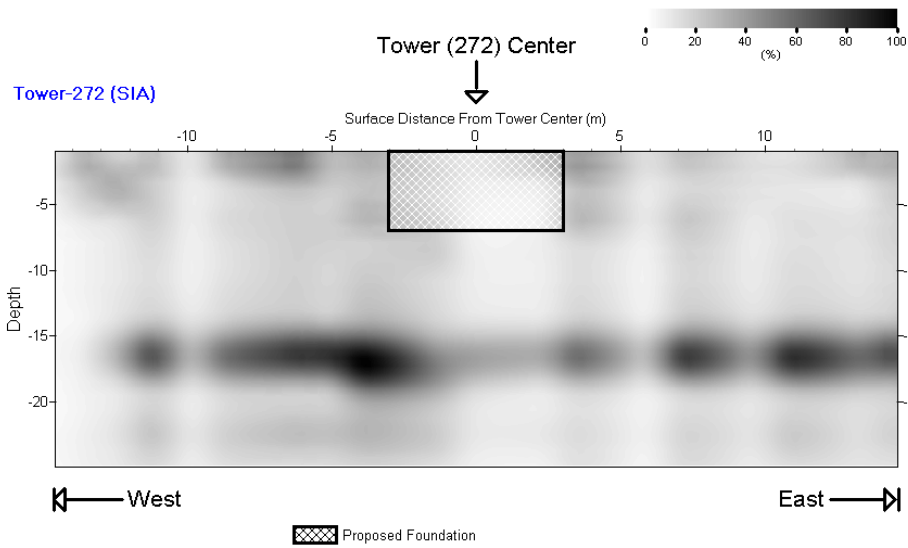 0 20 40 60 80 100
(%)
Tower (272) Center
Tower-272 (SIA)
Surface Distance From Tower Center (m)
-10 -5 0 5 10
-5
-10
-15
-20
Depth
West
East
Proposed Foundation